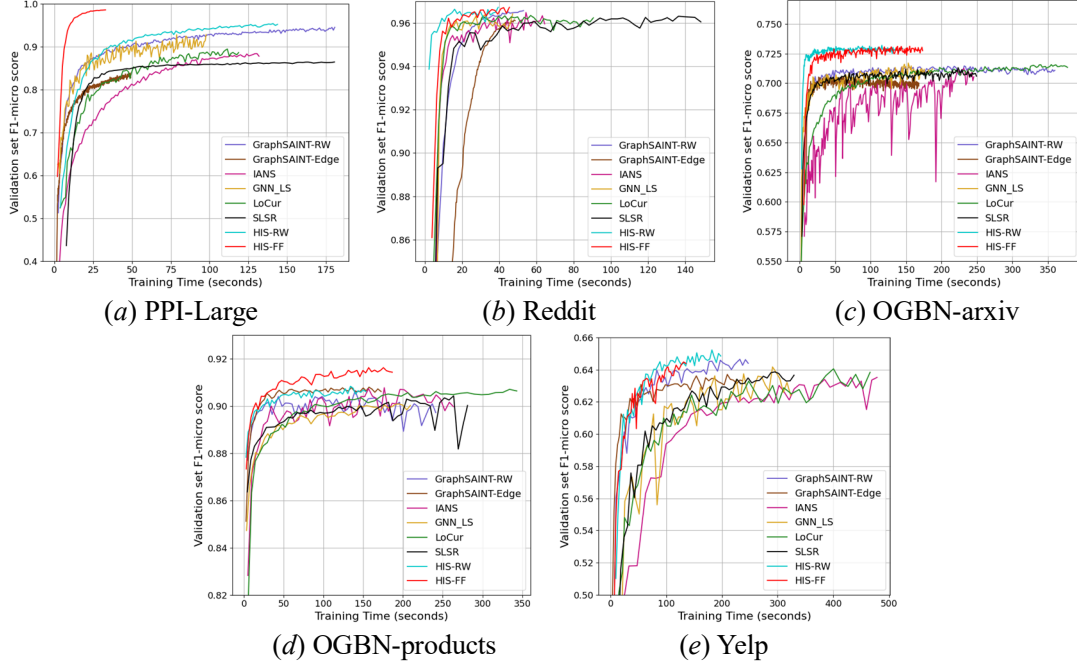 1.0
0.9
0.8
0.7
0.6
0.5
0.4
Validation set F1-micro score
GraphSAINT-RW
GraphSAINT-Edge
IANS
GNN_LS
LoCur
SLSR
HIS-RW
HIS-FF
0 25 50 75 100 125 150 175
Training Time (seconds)
(a) PPI-Large
0.96
0.94
0.92
0.90
0.88
0.86
Validation set F1-micro score
GraphSAINT-RW
GraphSAINT-Edge
IANS
GNN_LS
LoCur
SLSR
HIS-RW
HIS-FF
0 20 40 60 80 100 120 140
Training Time (seconds)
(b) Reddit
0.750
0.725
0.700
0.675
0.650
0.625
0.600
0.575
0.550
Validation set F1-micro score
GraphSAINT-RW
GraphSAINT-Edge
IANS
GNN_LS
LoCur
SLSR
HIS-RW
HIS-FF
0 50 100 150 200 250 300 350
Training Time (seconds)
(c) OGBN-arxiv
0.92
0.90
0.88
0.86
0.84
0.82
Validation set F1-micro score
GraphSAINT-RW
GraphSAINT-Edge
IANS
GNN_LS
LoCur
SLSR
HIS-RW
HIS-FF
0 50 100 150 200 250 300 350
Training Time (seconds)
(d) OGBN-products
0.66
0.64
0.62
0.60
0.58
0.56
0.54
0.52
0.50
Validation set F1-micro score
GraphSAINT-RW
GraphSAINT-Edge
IANS
GNN_LS
LoCur
SLSR
HIS-RW
HIS-FF
0 100 200 300 400 500
Training Time (seconds)
(e) Yelp